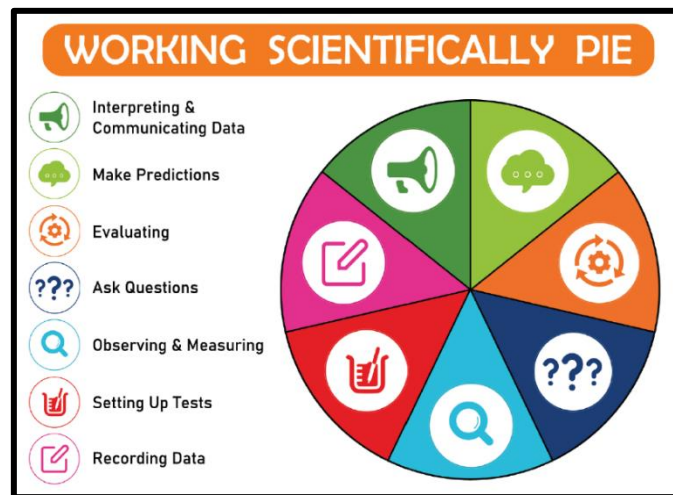 WORKING SCIENTIFICALLY PIE
Interpreting &
Communicating Data
Make Predictions
Evaluating
???
Ask Questions
Observing & Measuring
Setting Up Tests
Recording Data
???